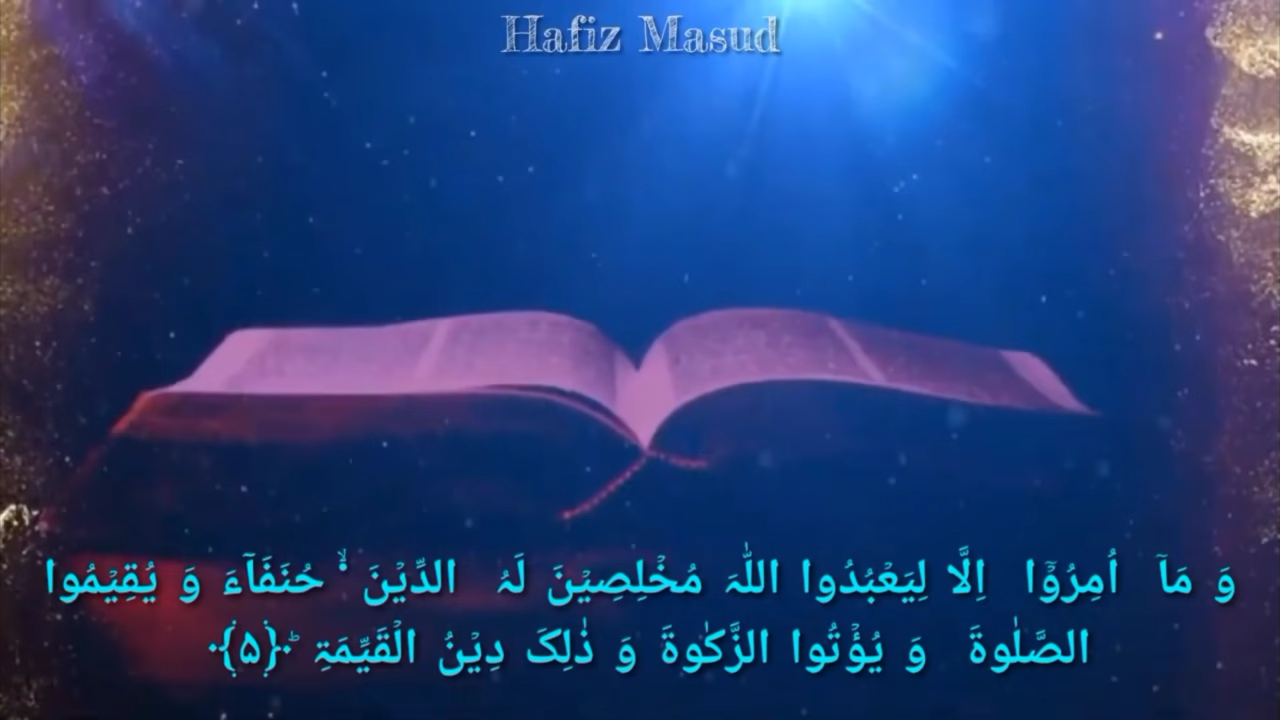 Hafiz Masud
وَ مَاۤ اُمِرُوۡۤا اِلَّا لِیَعۡبُدُوا اللّٰہَ مُخۡلِصِیۡنَ لَہُ الدِّیۡنَ ۬ۙ حُنَفَآءَ وَ یُقِیۡمُوا
الصَّلٰوۃَ وَ یُؤۡتُوا الزَّکٰوۃَ وَ ذٰلِکَ دِیۡنُ الۡقَیِّمَۃِ ؕ﴿۵﴾